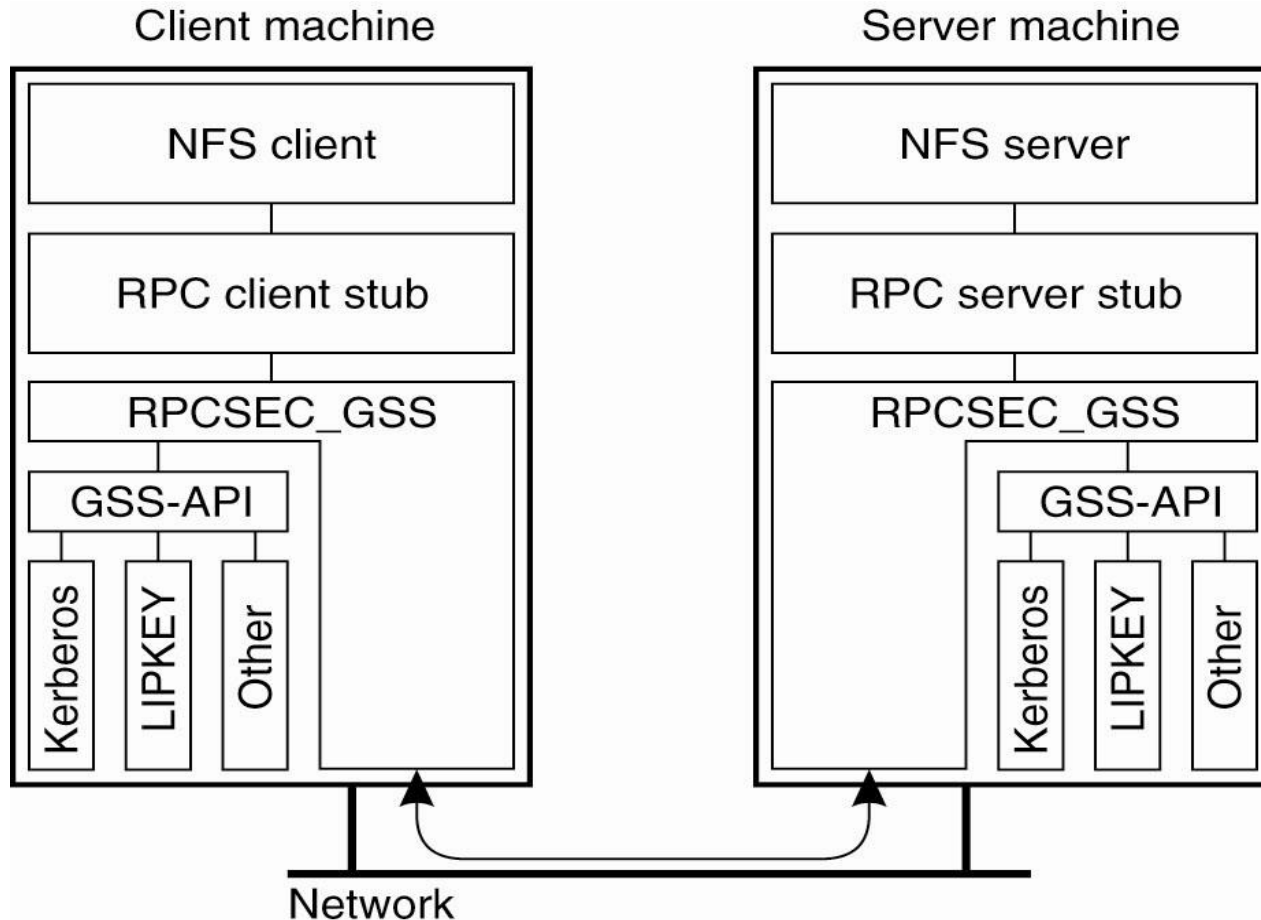 Client machine
Server machine
NFS client
NFS server
RPC client stub
RPC server stub
RPCSEC_GSS
RPCSEC_GSS
GSS-API
GSS-API
Kerberos
LIPKEY
Other
Kerberos
LIPKEY
Other
Network